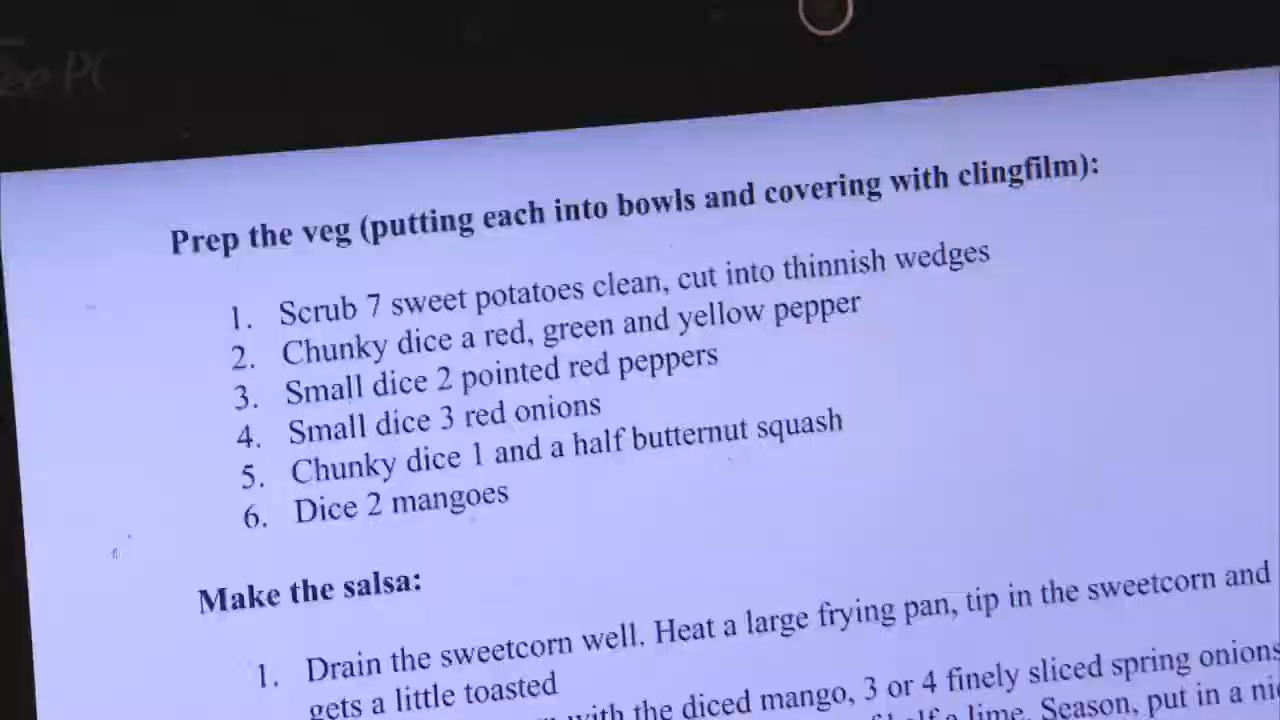 Eee PC
Prep the veg (putting each into bowls and covering with clingfilm):
1. Scrub 7 sweet potatoes clean, cut into thinnish wedges
2. Chunky dice a red, green and yellow pepper
3. Small dice 2 pointed red peppers
4. Small dice 3 red onions
5. Chunky dice 1 and a half butternut squash
6. Dice 2 mangoes
Make the salsa:
1. Drain the sweetcorn well. Heat a large frying pan, tip in the sweetcorn and
gets a little toasted
with the diced mango, 3 or 4 finely sliced spring onions
half a lime. Season, put in a